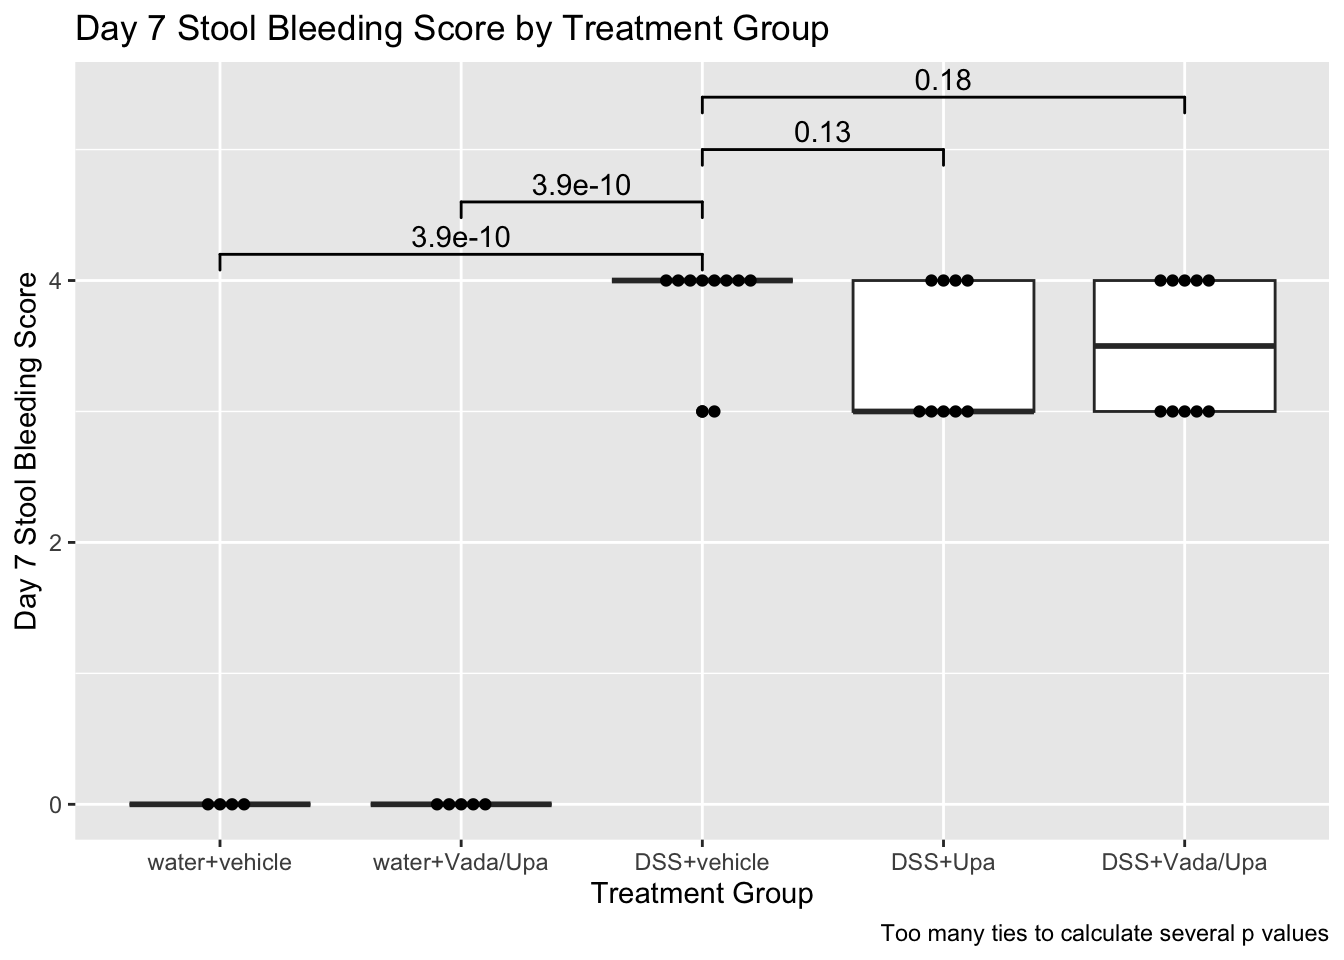 Day 7 Stool Bleeding Score by Treatment Group
0.18
0.13
3.9e-10
3.9e-10
Day 7 Stool Bleeding Score
4
2
0
water+vehicle water+Vada/Upa DSS+vehicle DSS+Upa DSS+Vada/Upa
Treatment Group
Too many ties to calculate several p values